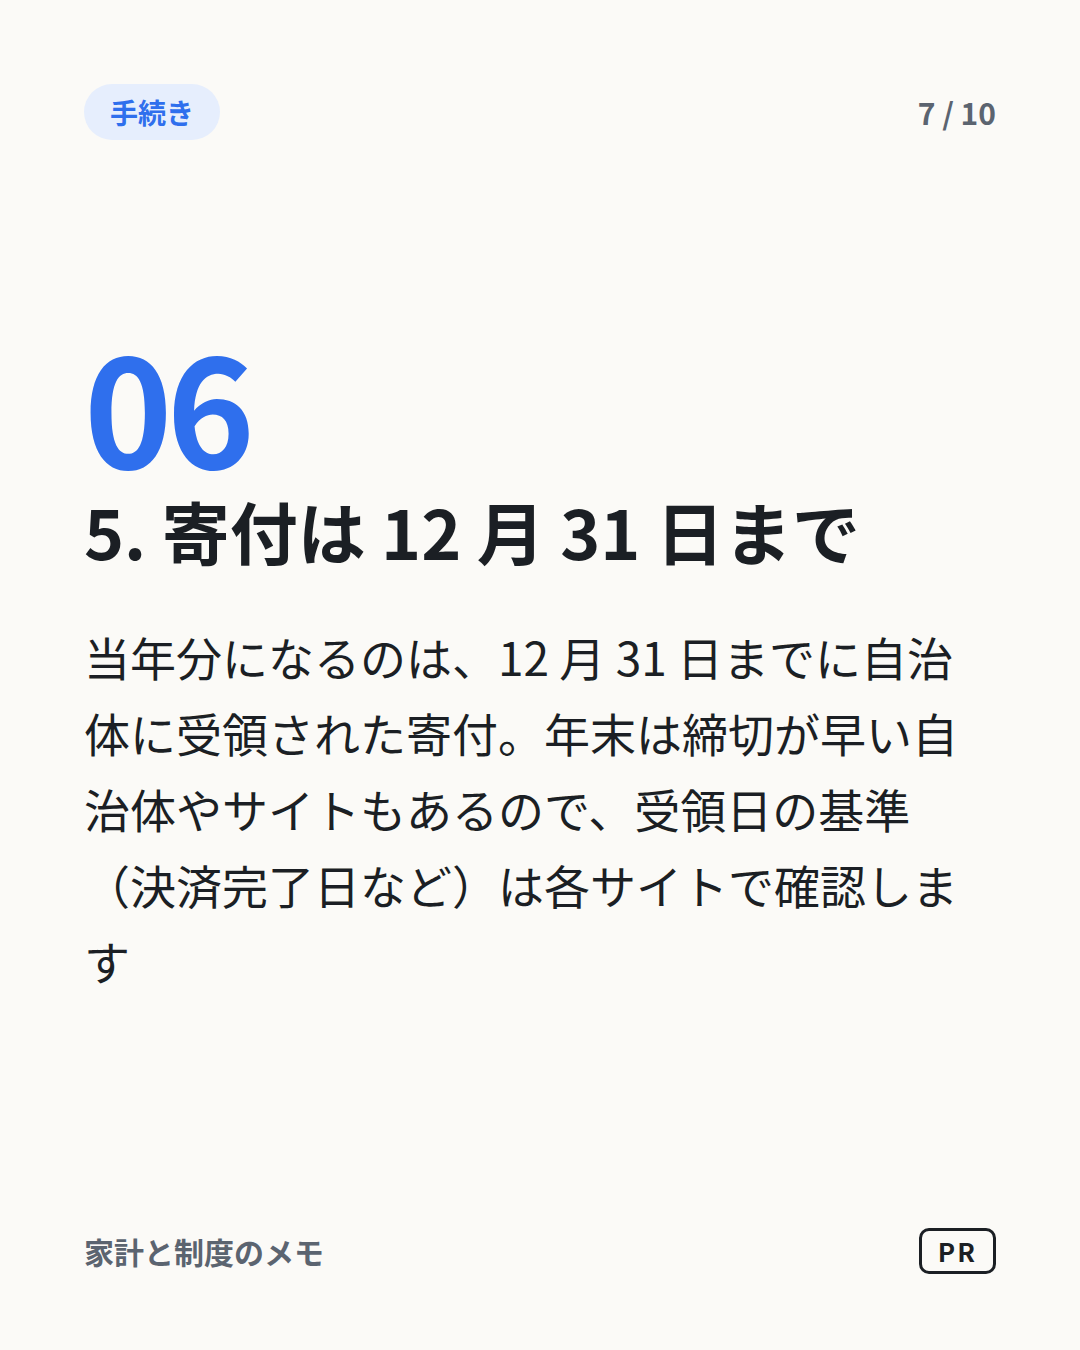 手続き
7 / 10
06
5. 寄付は 12 月 31 日まで
当年分になるのは、12 月 31 日までに自治
体に受領された寄付。年末は締切が早い自
治体やサイトもあるので、受領日の基準
（決済完了日など）は各サイトで確認しま
す
家計と制度のメモ
PR